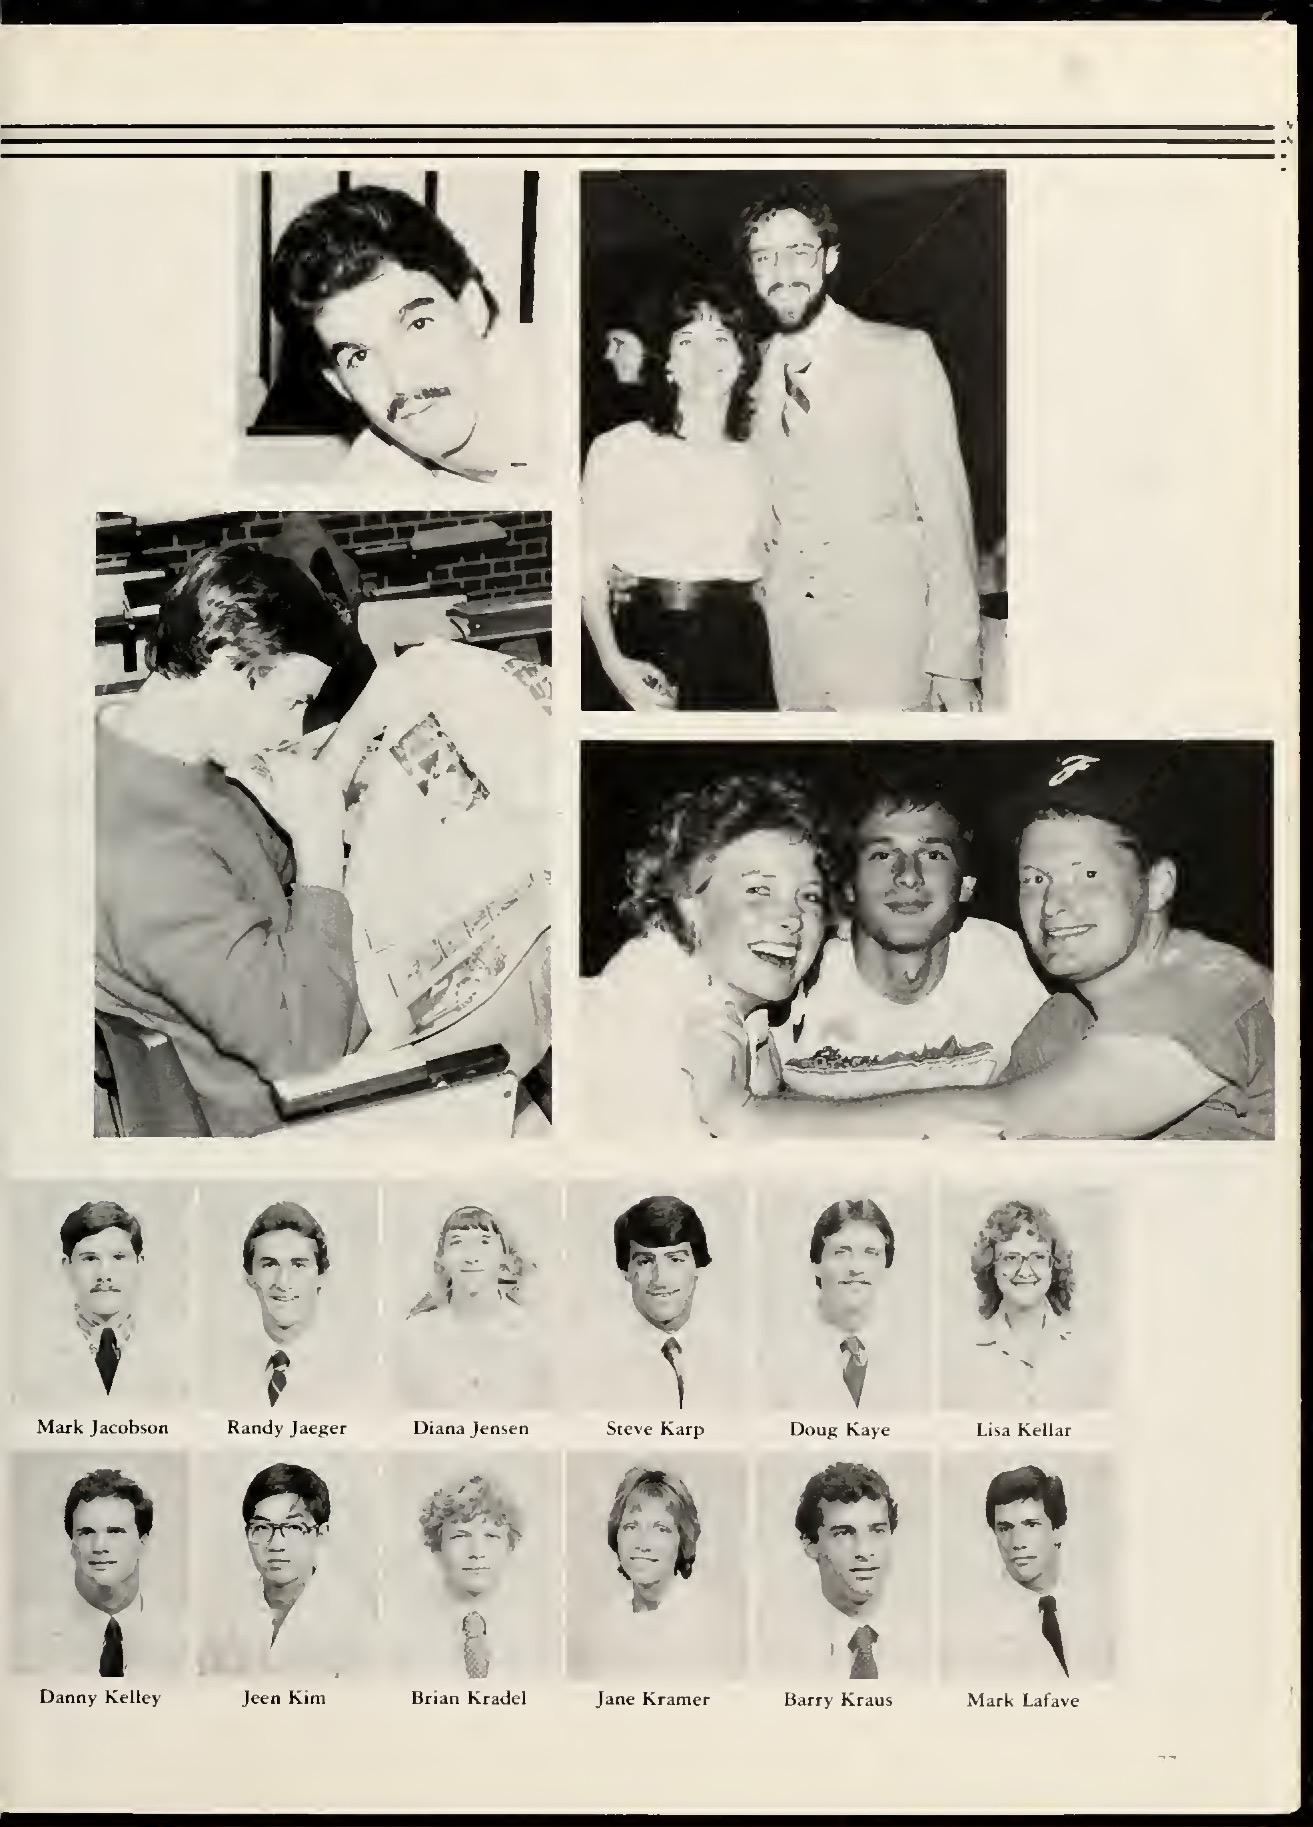 Mark Jacobson Randy Jaeger Diana Jensen Steve Karp Doug Kaye Lisa Kellar
Danny Kelley Jeen Kim Brian Kradel Jane Kramer Barry Kraus Mark Lafave